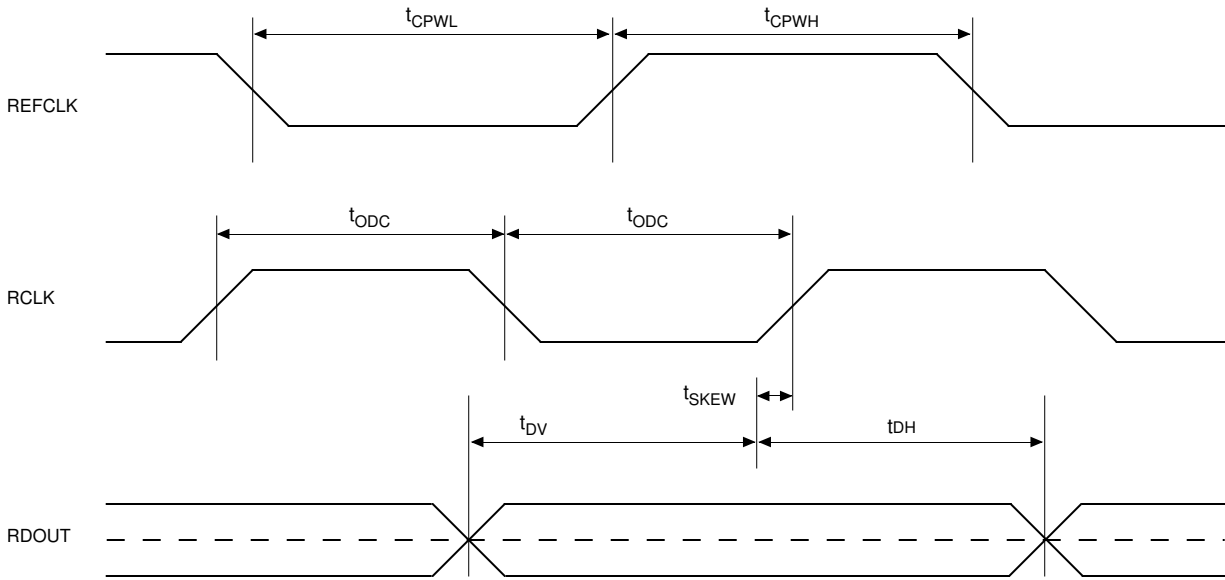 tCPWL tCPWH
REFCLK
tODC tODC
RCLK
tSKEW
tDV tDH
RDOUT